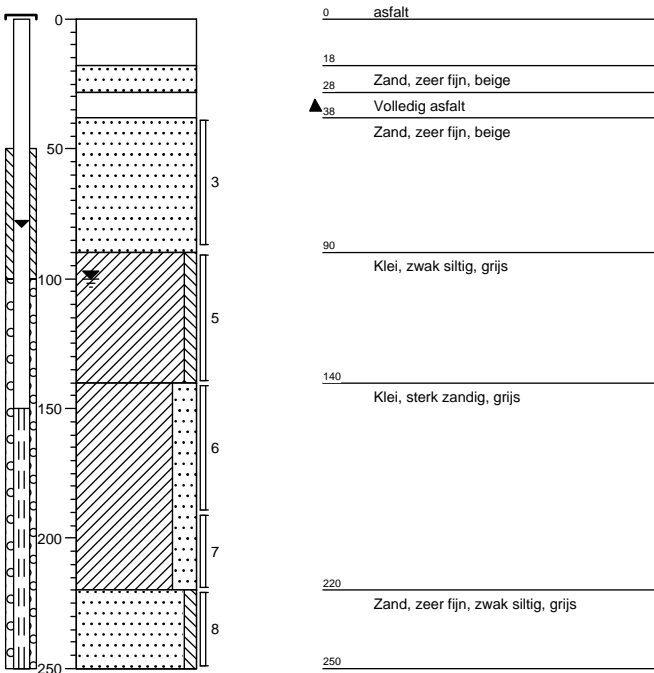 0
50
100
150
200
250
3
5
6
7
8
0 asfalt
18
Zand, zeer fijn, beige
28
Volledig asfalt
38
Zand, zeer fijn, beige
90
Klei, zwak siltig, grijs
140
Klei, sterk zandig, grijs
220
Zand, zeer fijn, zwak siltig, grijs
250